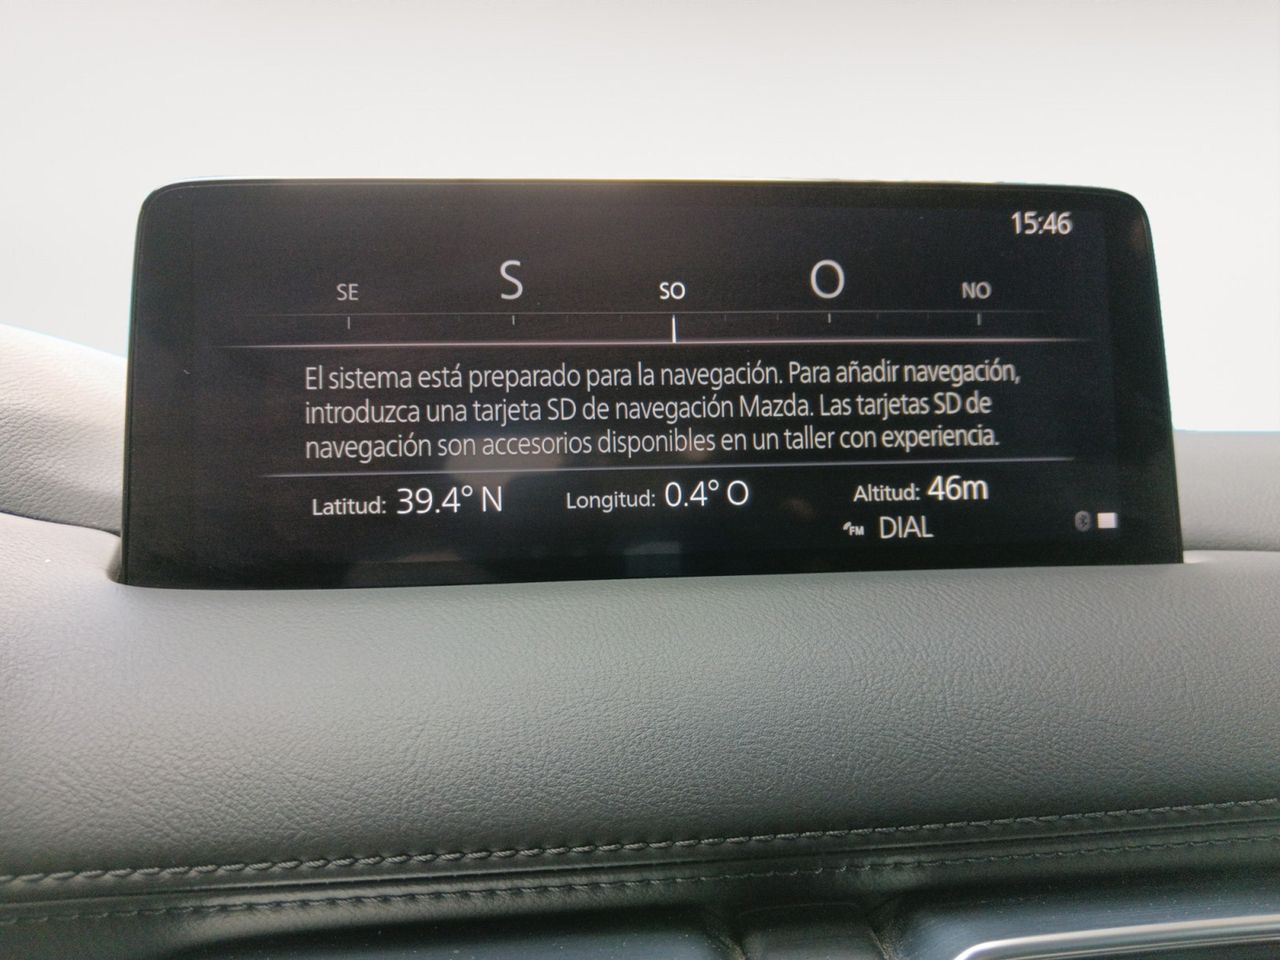 15:46
SE S SO O NO
El sistema está preparado para la navegación. Para añadir navegación,
introduzca una tarjeta SD de navegación Mazda. Las tarjetas SD de
navegación son accesorios disponibles en un taller con experiencia.
Latitud: 39.4° N Longitud: 0.4° O Altitud: 46m
FM DIAL